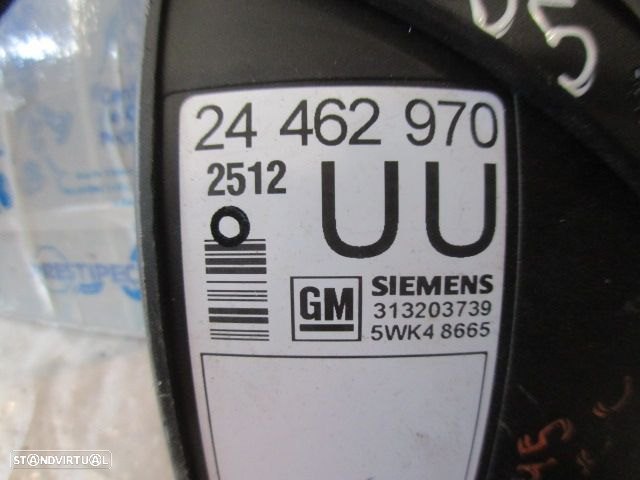 24 462 970
2512
UU
GM
SIEMENS
313203739
5WK4 8665
STANDVIRTUAL